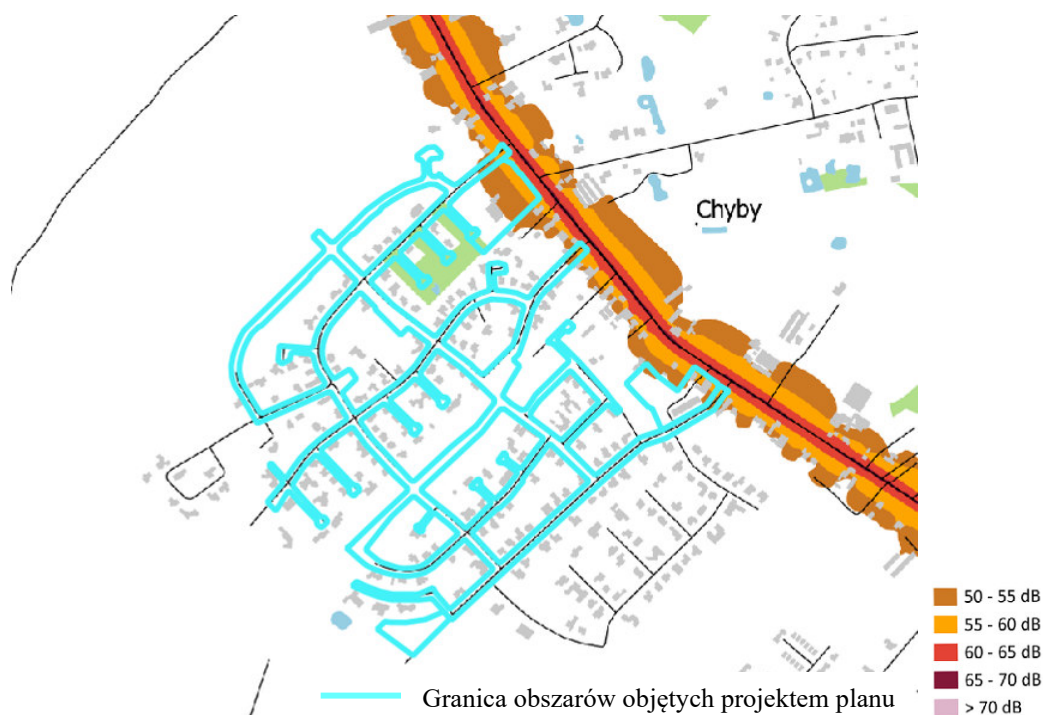 Chyby
50 - 55 dB
55 - 60 dB
60 - 65 dB
65 - 70 dB
> 70 dB
Granica obszarów objętych projektem planu